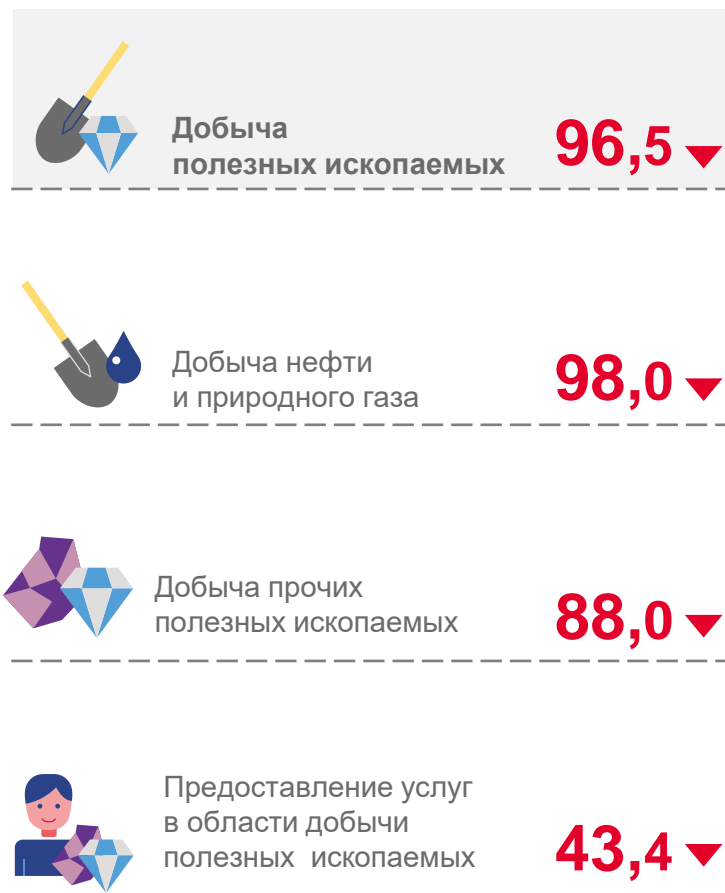 Добыча
полезных ископаемых
96,5
Добыча нефти
и природного газа
98,0
Добыча прочих
полезных ископаемых
88,0
Предоставление услуг
в области добычи
полезных ископаемых
43,4